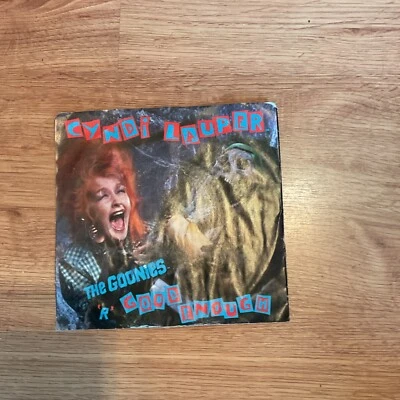 CYNDi LAUPER
THE GOONIES
'R' GOOD ENOUGH